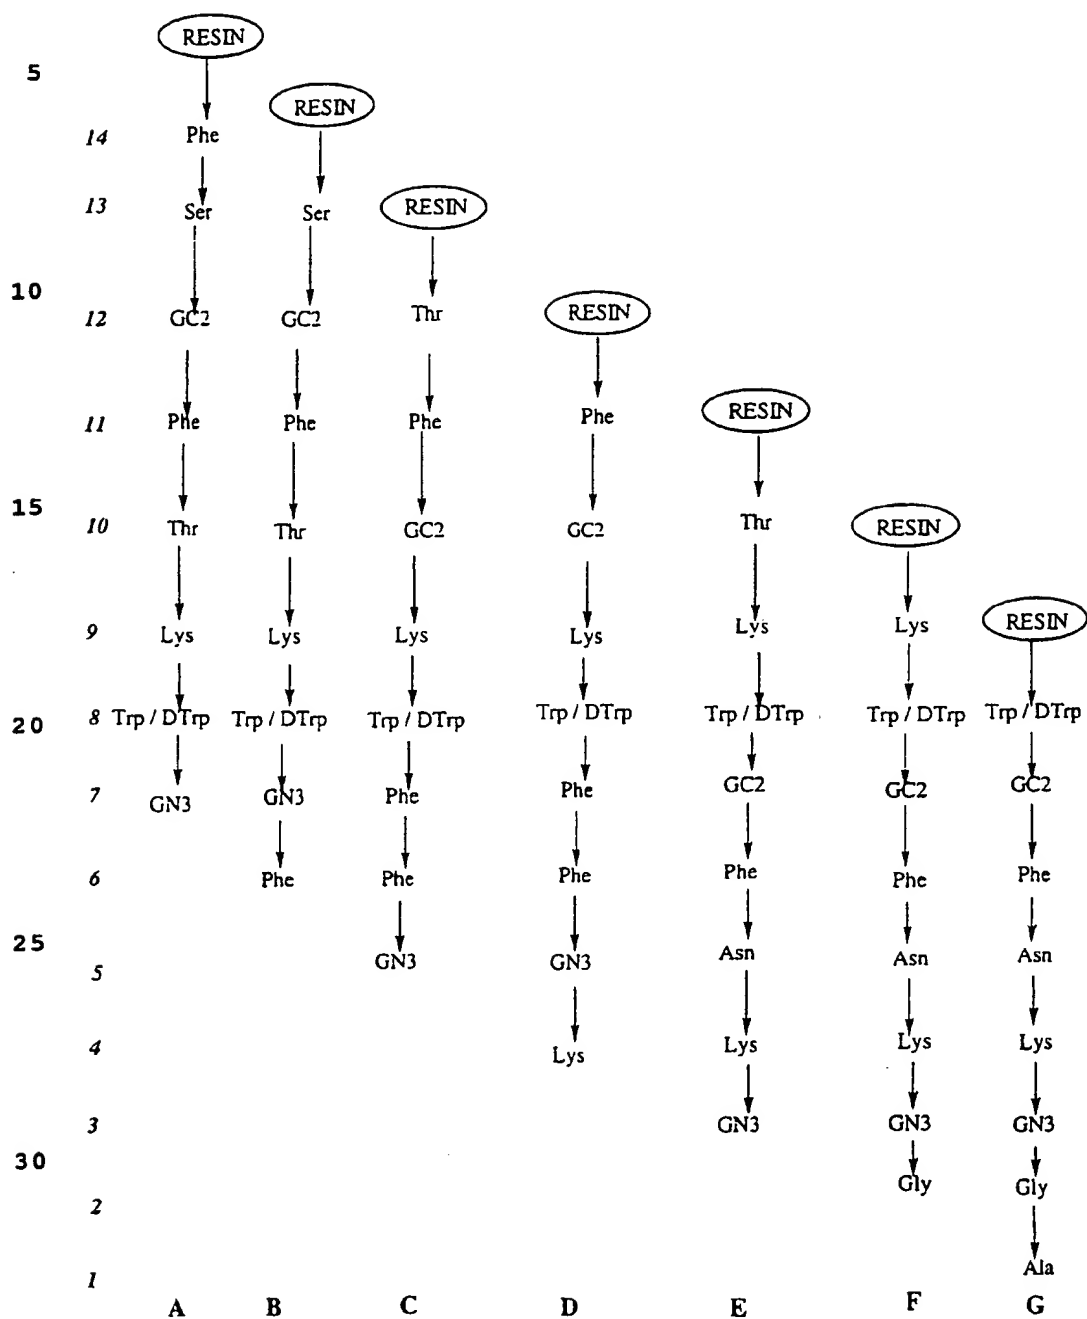 RESIN
5
RESIN
14 Phe
13 Ser Ser RESIN
10
12 GC2 GC2 Thr RESIN
11 Phe Phe Phe Phe RESIN
15
10 Thr Thr GC2 GC2 Thr RESIN
9 Lys Lys Lys Lys Lys Lys RESIN
20
8 Trp / DTrp Trp / DTrp Trp / DTrp Trp / DTrp Trp / DTrp Trp / DTrp Trp / DTrp
7 GN3 GN3 Phe Phe GC2 GC2 GC2
6 Phe Phe Phe Phe Phe Phe
25
5 GN3 GN3 Asn Asn Asn
4 Lys Lys Lys Lys
3 GN3 GN3 GN3
30
2 Gly Gly
1 Ala
A B C D E F G